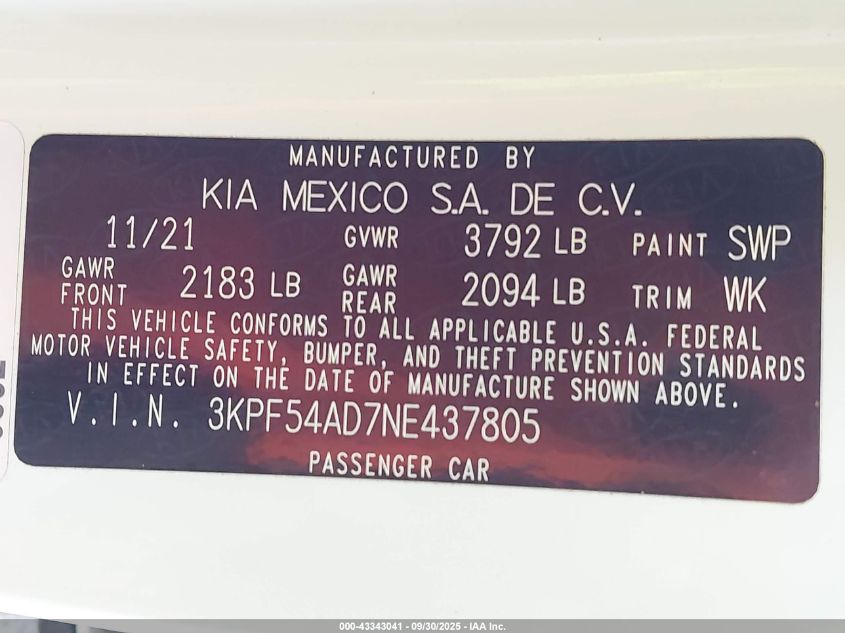 MANUFACTURED BY
KIA MEXICO S.A. DE C.V.
11/21 GVWR 3792 LB PAINT SWP
GAWR FRONT 2183 LB GAWR REAR 2094 LB TRIM WK
THIS VEHICLE CONFORMS TO ALL APPLICABLE U.S.A. FEDERAL
MOTOR VEHICLE SAFETY, BUMPER, AND THEFT PREVENTION STANDARDS
IN EFFECT ON THE DATE OF MANUFACTURE SHOWN ABOVE.
V.I.N. 3KPF54AD7NE437805
PASSENGER CAR
000-43343041 - 09/30/2025 - IAA Inc.